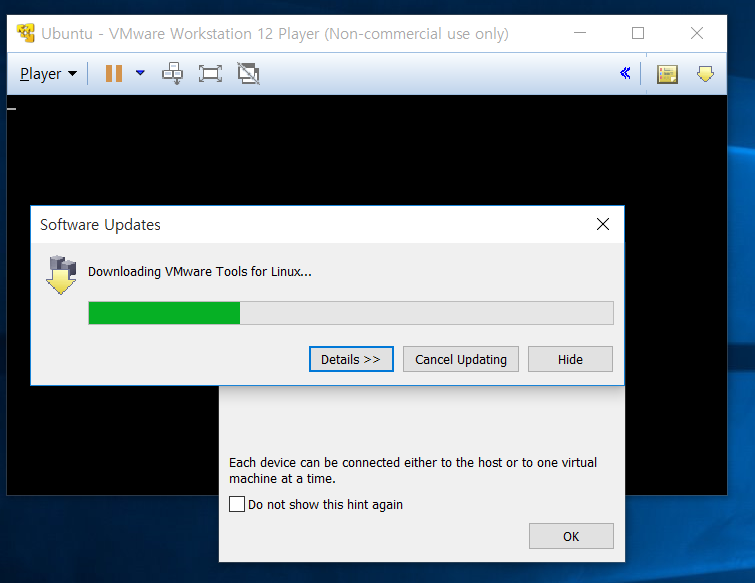 Ubuntu - VMware Workstation 12 Player (Non-commercial use only)
Player
Software Updates
Downloading VMware Tools for Linux...
Details >> Cancel Updating Hide
Each device can be connected either to the host or to one virtual
machine at a time.
Do not show this hint again
OK